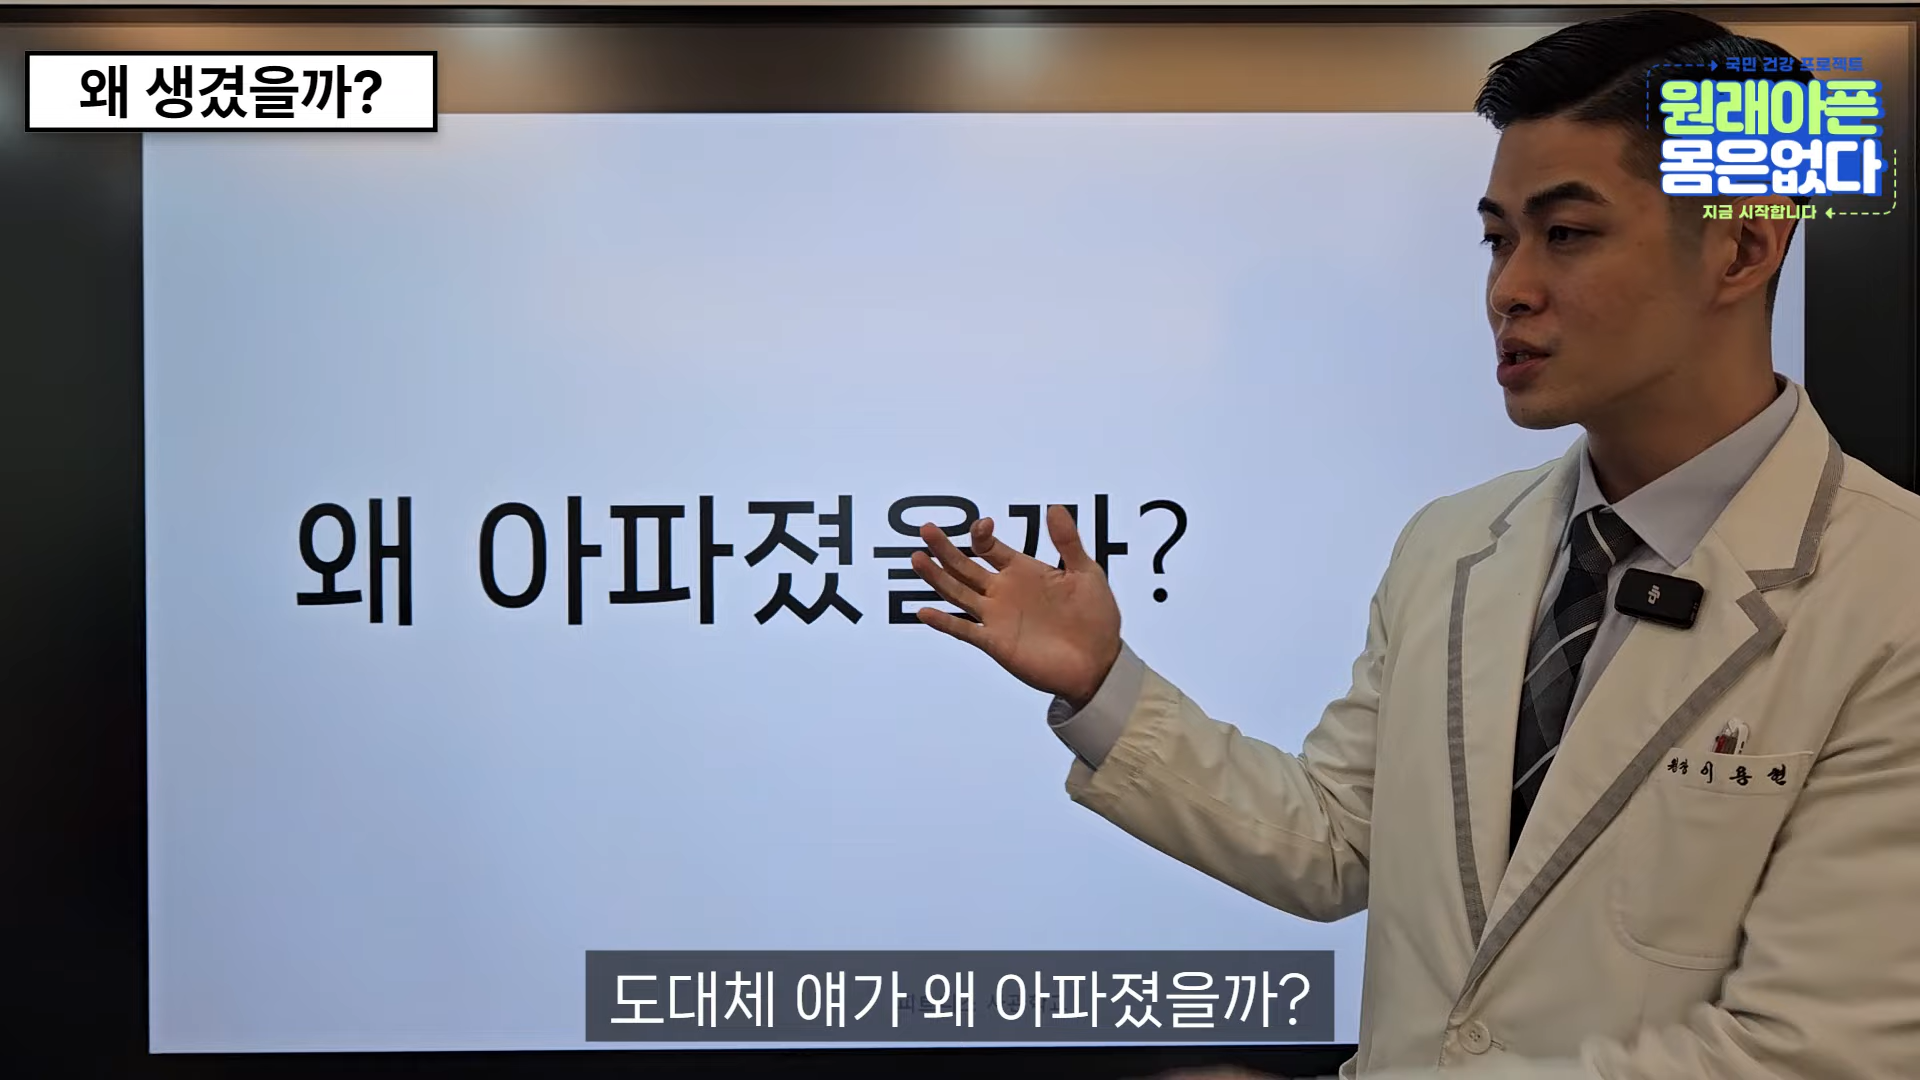 왜 생겼을까?
국민 건강 프로젝트
원래아픈
몸은없다
지금 시작합니다
왜 아파졌을까?
원장 이용현
도대체 얘가 왜 아파졌을까?